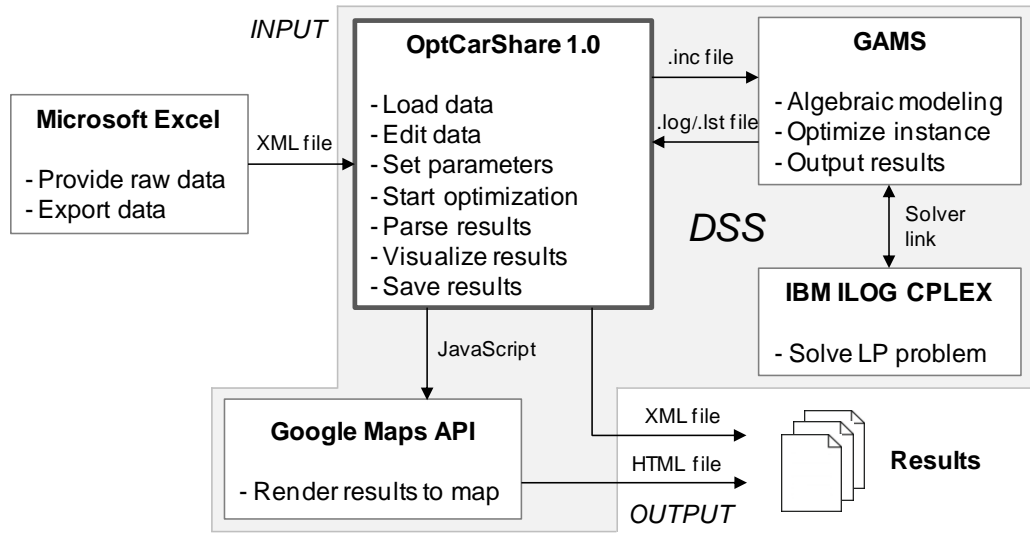 INPUT
OptCarShare 1.0
- Load data
- Edit data
- Set parameters
- Start optimization
- Parse results
- Visualize results
- Save results
Microsoft Excel
- Provide raw data
- Export data
XML file
.inc file
.log/.lst file
GAMS
- Algebraic modeling
- Optimize instance
- Output results
DSS
Solver
link
IBM ILOG CPLEX
- Solve LP problem
JavaScript
Google Maps API
- Render results to map
XML file
HTML file
OUTPUT
Results